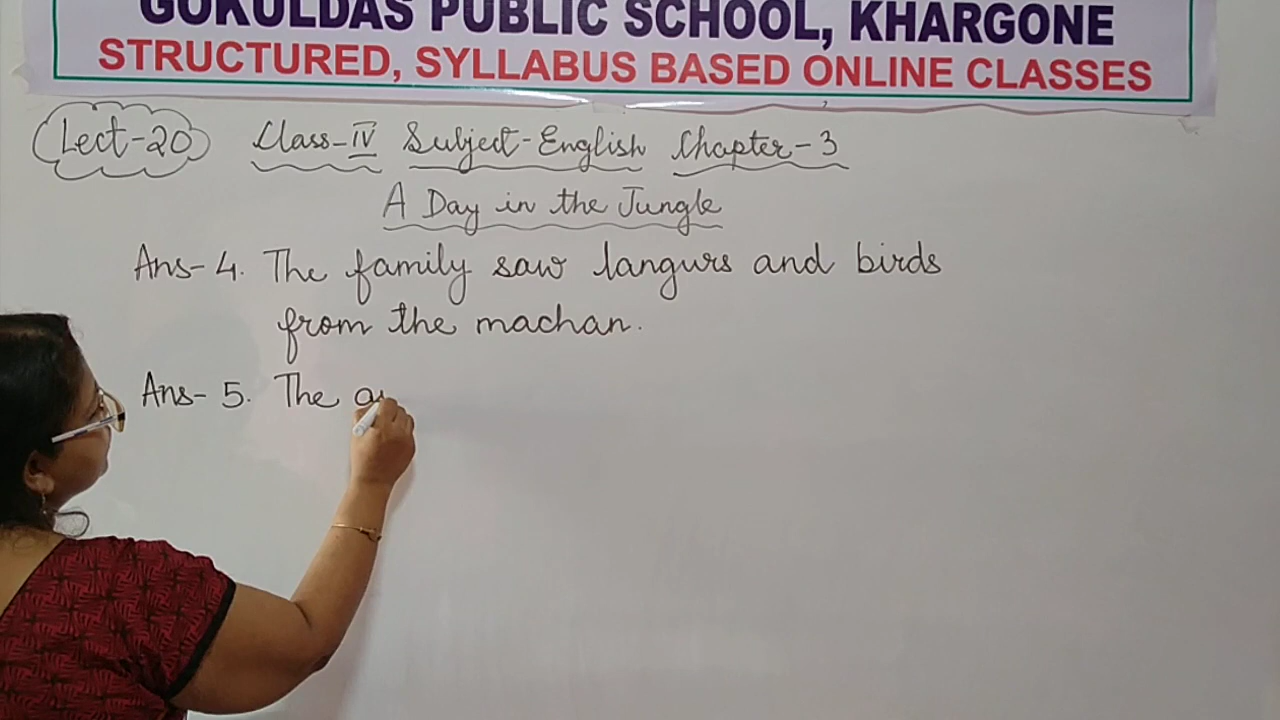 GOKULDAS PUBLIC SCHOOL, KHARGONE
STRUCTURED, SYLLABUS BASED ONLINE CLASSES
Lect-20 Class-IV Subject-English Chapter-3
A Day in the Jungle
Ans-4. The family saw langurs and birds
from the machan.
Ans-5. The